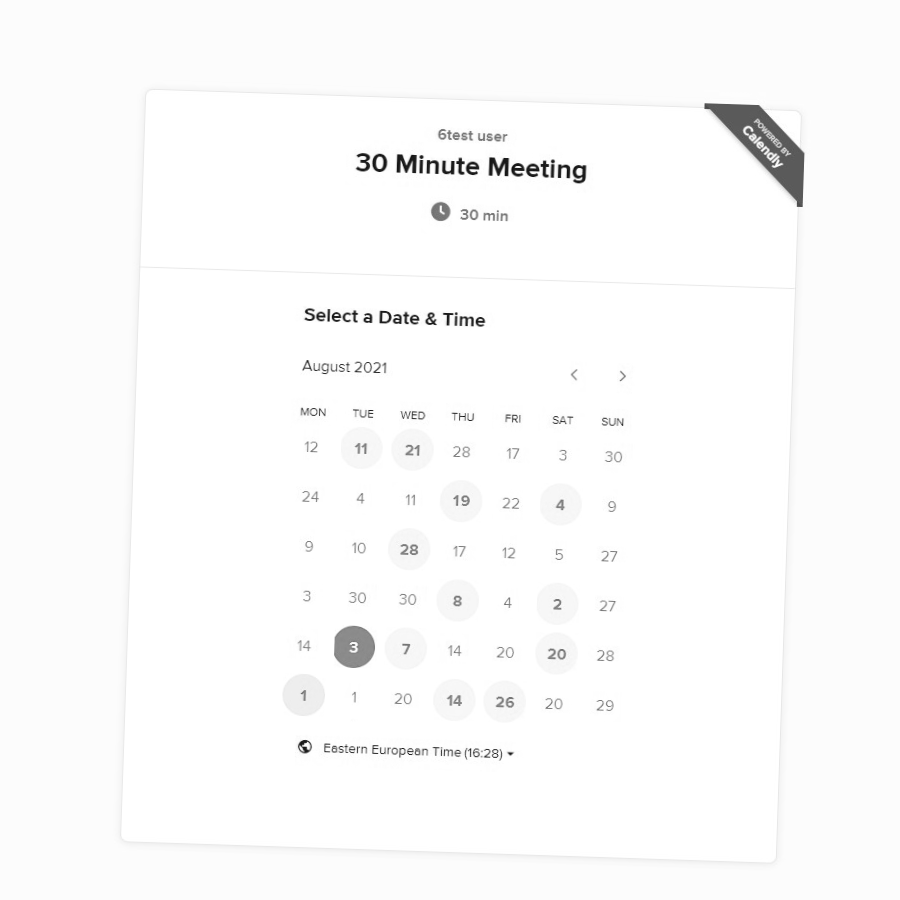 POWERED BY
Calendly
6test user
30 Minute Meeting
30 min
Select a Date & Time
August 2021
MON TUE WED THU FRI SAT SUN
12 11 21 28 17 3 30
24 4 11 19 22 4 9
9 10 28 17 12 5 27
3 30 30 8 4 2 27
14 3 7 14 20 20 28
1 1 20 14 26 20 29
Eastern European Time (16:28)